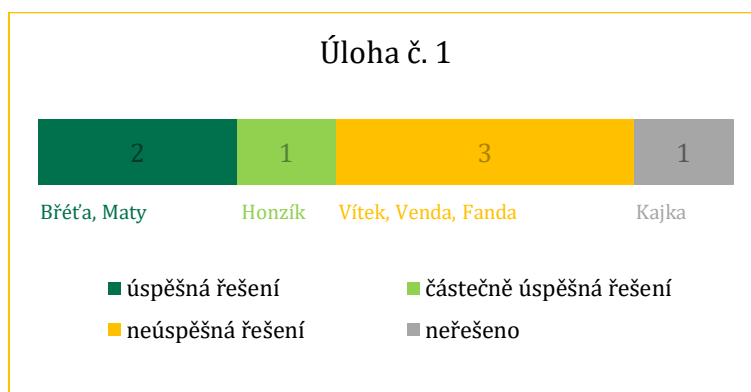 Úloha č. 1
2 1 3 1
Břéťa, Maty Honzík Vítek, Venda, Fanda Kajka
úspěšná řešení částečně úspěšná řešení
neúspěšná řešení neřešeno